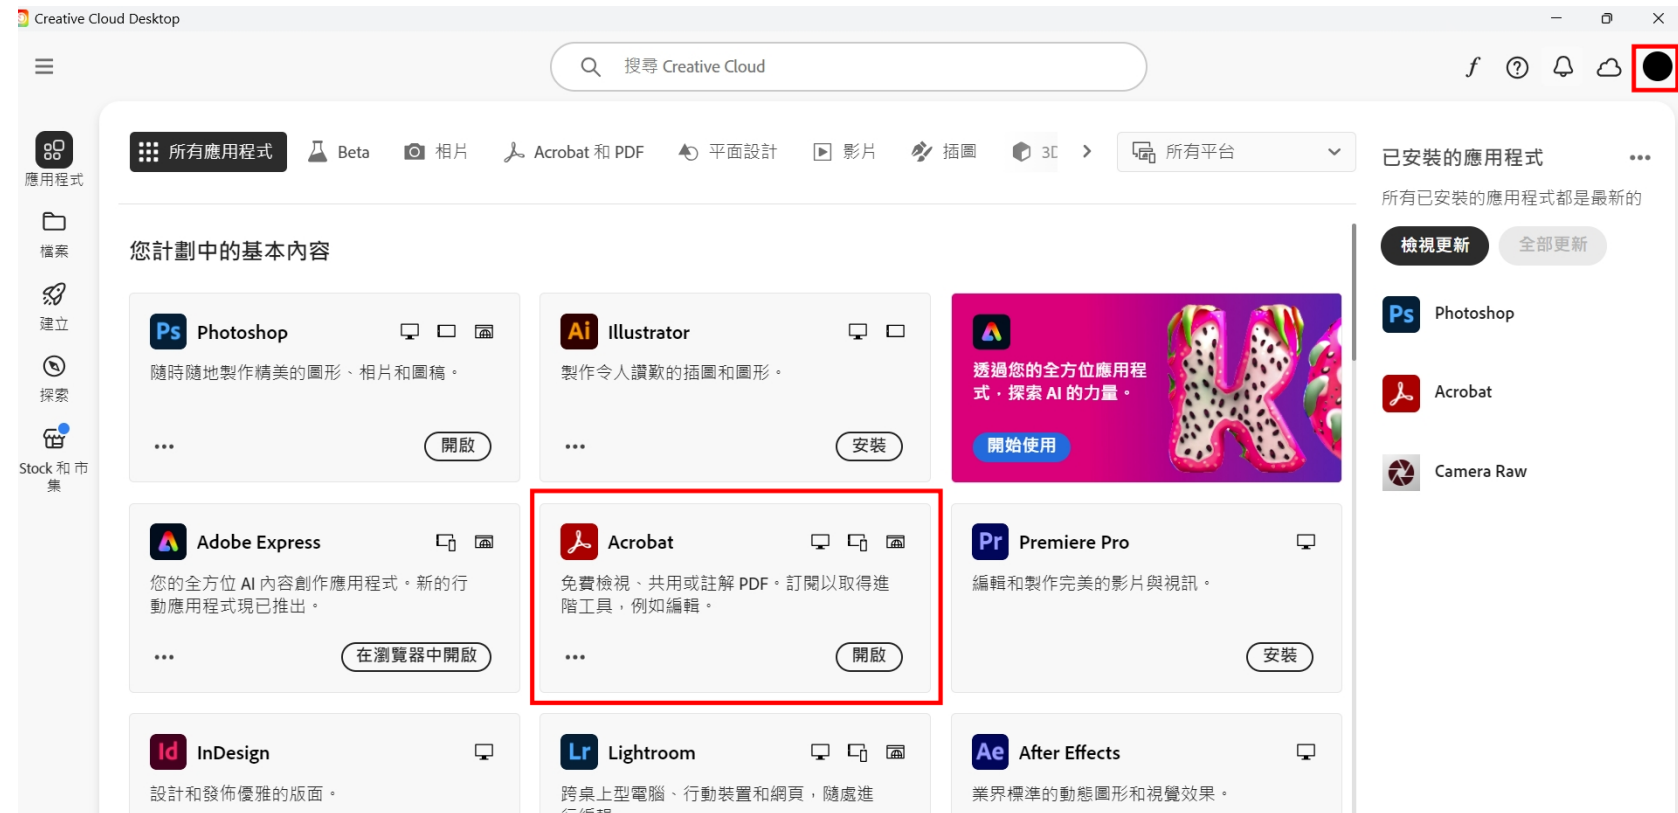 Creative Cloud Desktop
搜尋 Creative Cloud
所有應用程式
Beta
相片
Acrobat 和 PDF
平面設計
影片
插圖
3D
所有平台
應用程式
檔案
建立
探索
Stock 和 市
集
您計劃中的基本內容
Ps Photoshop
隨時隨地製作精美的圖形、相片和圖稿。
開啟
Ai Illustrator
製作令人讚歎的插圖和圖形。
安裝
透過您的全方位應用程
式，探索 AI 的力量。
開始使用
Adobe Express
您的全方位 AI 內容創作應用程式。新的行
動應用程式現已推出。
在瀏覽器中開啟
Acrobat
免費檢視、共用或註解 PDF。訂閱以取得進
階工具，例如編輯。
開啟
Pr Premiere Pro
編輯和製作完美的影片與視訊。
安裝
Id InDesign
設計和發佈優雅的版面。
Lr Lightroom
跨桌上型電腦、行動裝置和網頁，隨處進
Ae After Effects
業界標準的動態圖形和視覺效果。
已安裝的應用程式
所有已安裝的應用程式都是最新的
檢視更新
全部更新
Ps Photoshop
Acrobat
Camera Raw